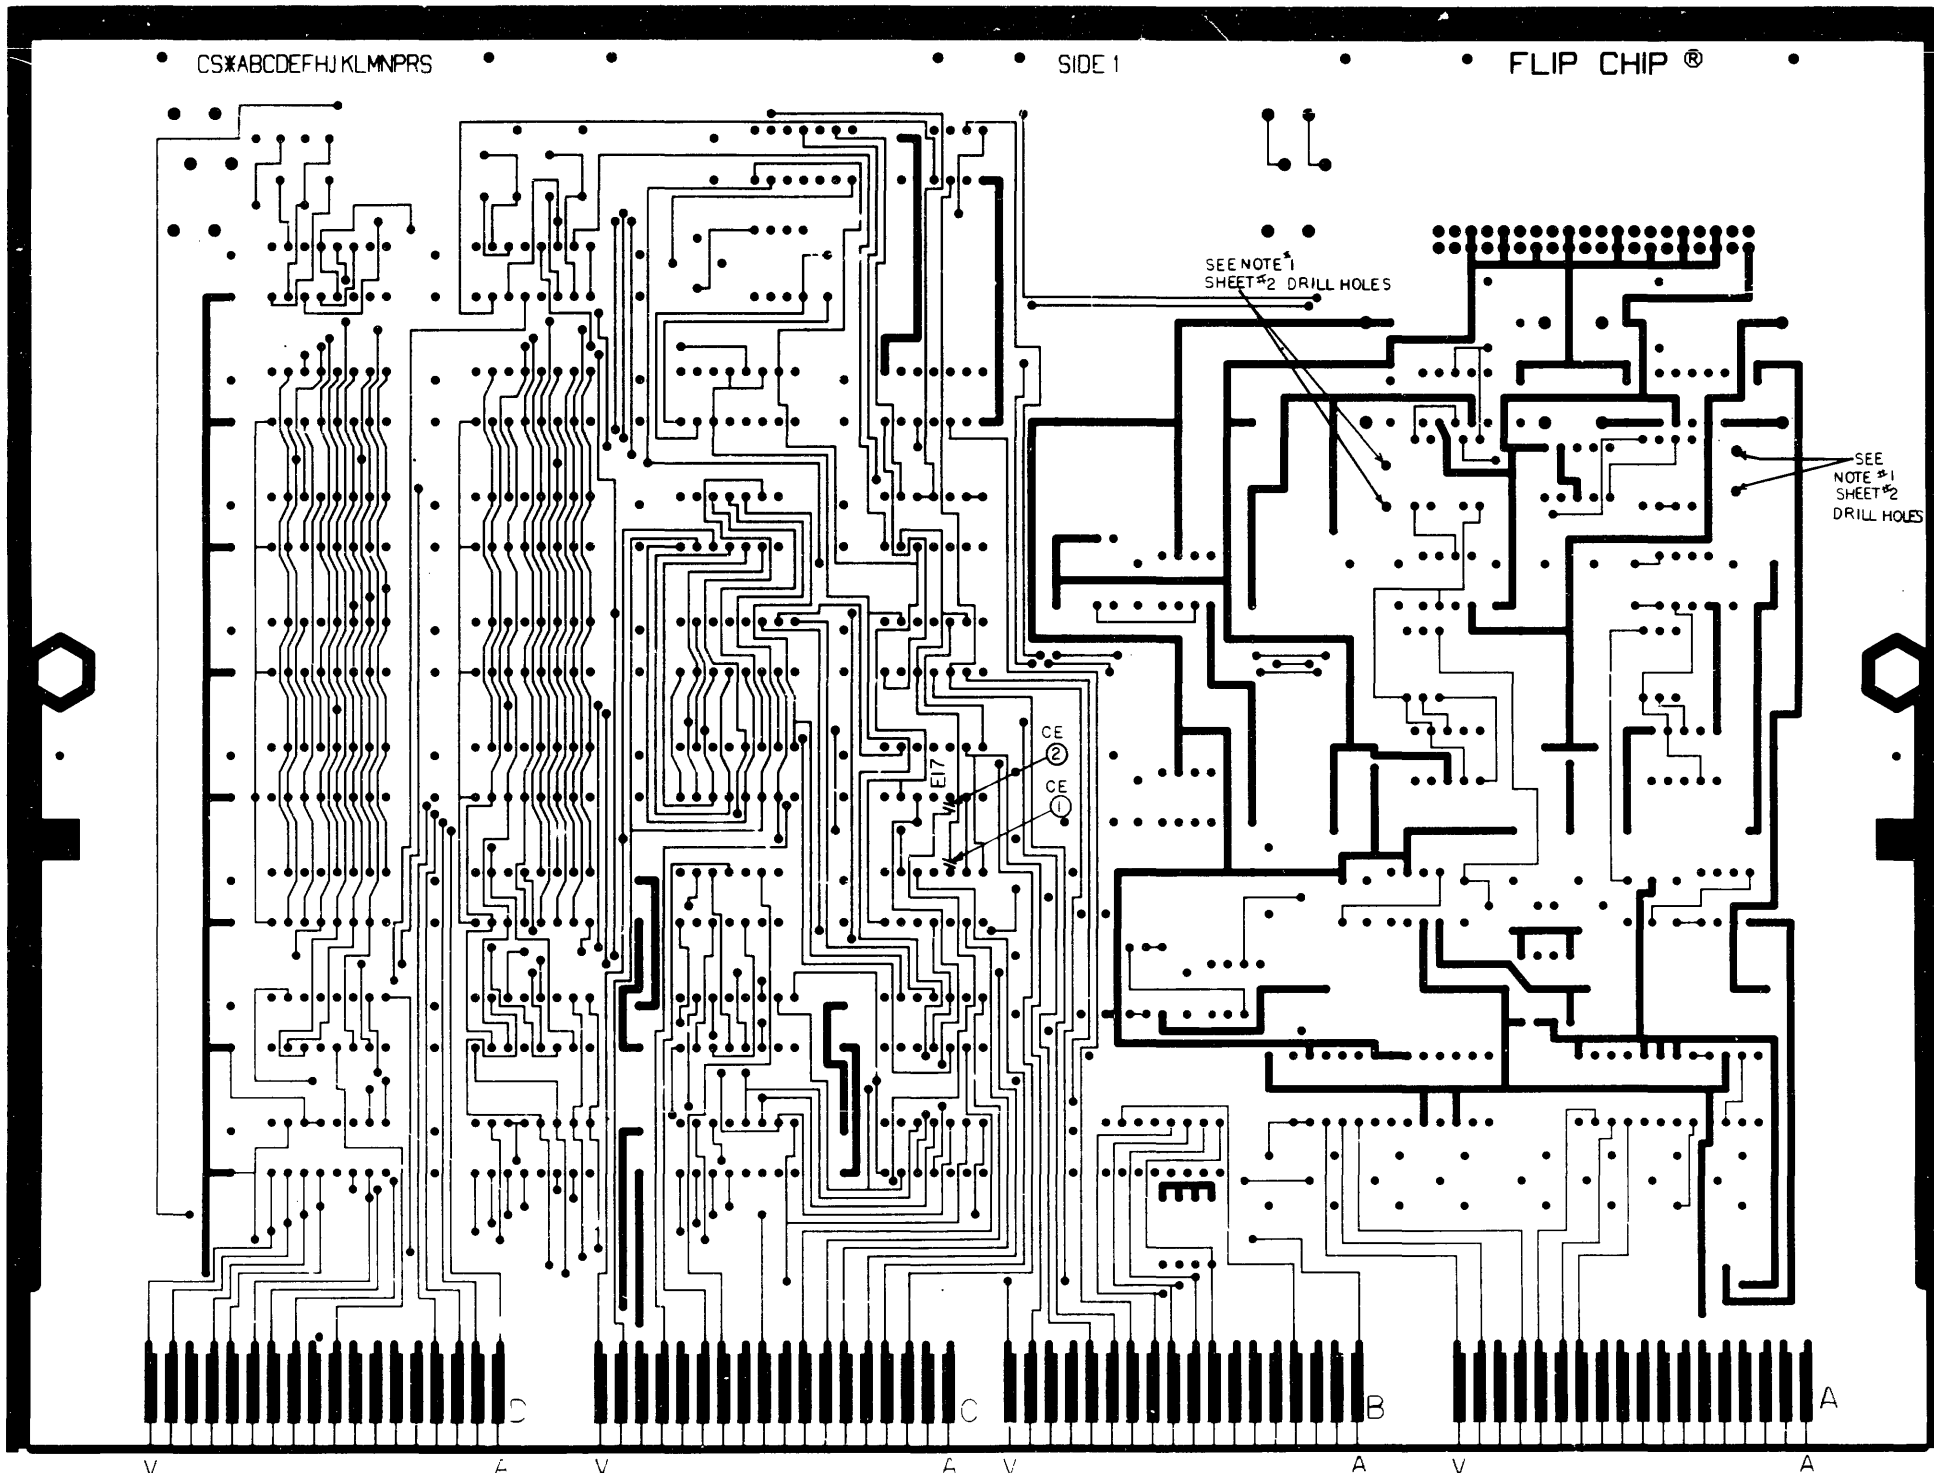 CS*ABCDEFHJKLMNPRS
SIDE 1
FLIP CHIP ®
SEE NOTE #1
SHEET #2 DRILL HOLES
SEE
NOTE #1
SHEET #2
DRILL HOLES
CE
2
CE
1
E17
D
C
B
A
V
A
V
A
V
A
V
A